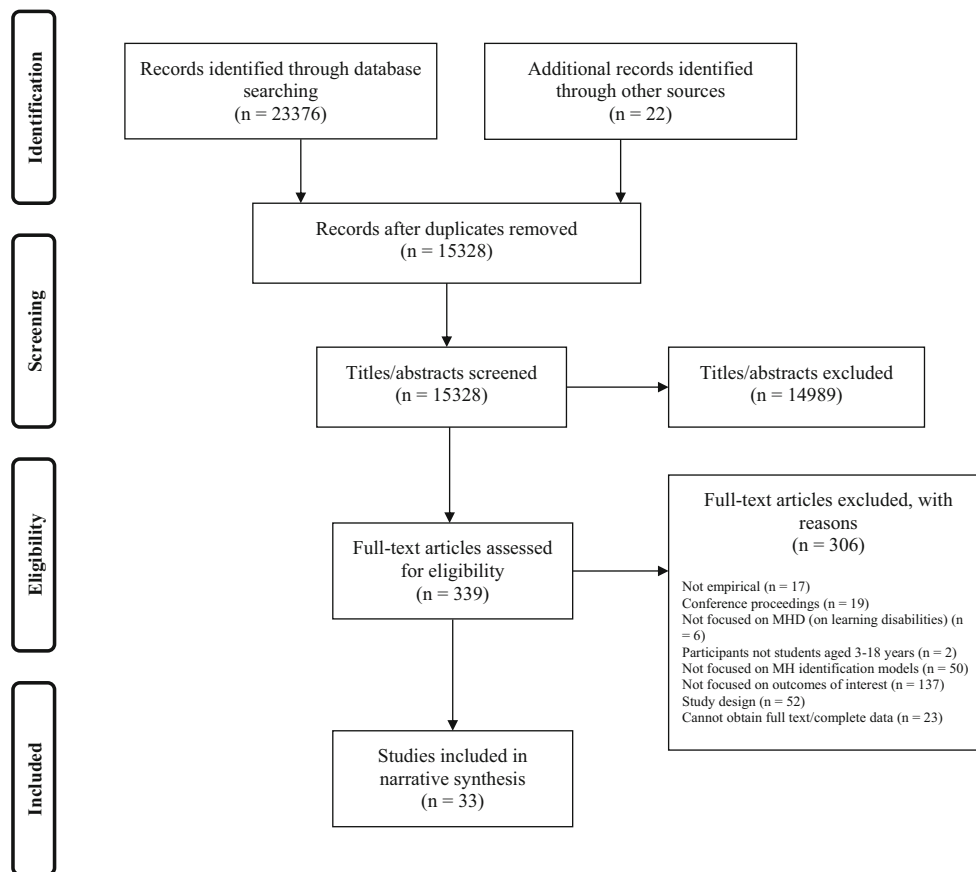 Identification
Records identified through database
searching
(n = 23376)
Additional records identified
through other sources
(n = 22)
Records after duplicates removed
(n = 15328)
Screening
Titles/abstracts screened
(n = 15328)
Titles/abstracts excluded
(n = 14989)
Eligibility
Full-text articles assessed
for eligibility
(n = 339)
Full-text articles excluded, with
reasons
(n = 306)
Not empirical (n = 17)
Conference proceedings (n = 19)
Not focused on MHD (on learning disabilities) (n
= 6)
Participants not students aged 3-18 years (n = 2)
Not focused on MH identification models (n = 50)
Not focused on outcomes of interest (n = 137)
Study design (n = 52)
Cannot obtain full text/complete data (n = 23)
Included
Studies included in
narrative synthesis
(n = 33)